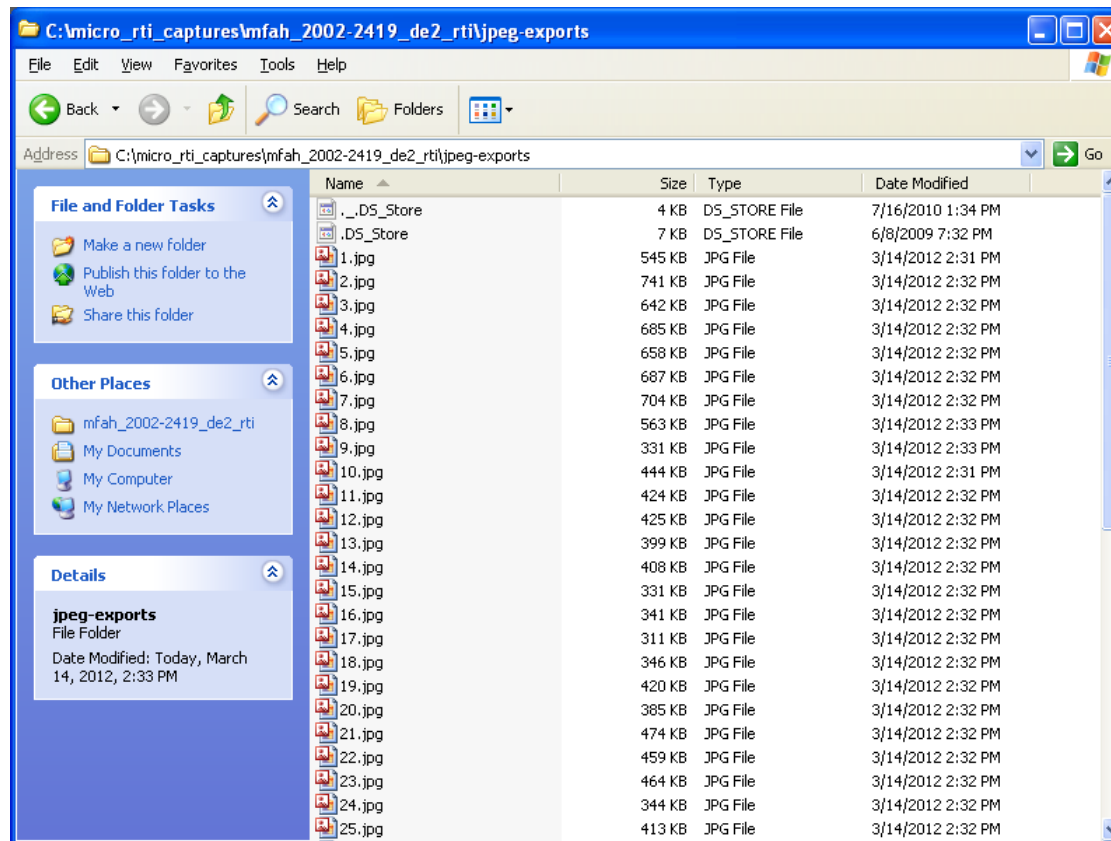 C:\micro_rti_captures\mfah_2002-2419_de2_rti\jpeg-exports
File Edit View Favorites Tools Help
Back Search Folders
Address C:\micro_rti_captures\mfah_2002-2419_de2_rti\jpeg-exports Go
File and Folder Tasks
Make a new folder
Publish this folder to the
Web
Share this folder
Other Places
mfah_2002-2419_de2_rti
My Documents
My Computer
My Network Places
Details
jpeg-exports
File Folder
Date Modified: Today, March
14, 2012, 2:33 PM
Name Size Type Date Modified
._.DS_Store 4 KB DS_STORE File 7/16/2010 1:34 PM
.DS_Store 7 KB DS_STORE File 6/8/2009 7:32 PM
1.jpg 545 KB JPG File 3/14/2012 2:31 PM
2.jpg 741 KB JPG File 3/14/2012 2:32 PM
3.jpg 642 KB JPG File 3/14/2012 2:32 PM
4.jpg 685 KB JPG File 3/14/2012 2:32 PM
5.jpg 658 KB JPG File 3/14/2012 2:32 PM
6.jpg 687 KB JPG File 3/14/2012 2:32 PM
7.jpg 704 KB JPG File 3/14/2012 2:32 PM
8.jpg 563 KB JPG File 3/14/2012 2:33 PM
9.jpg 331 KB JPG File 3/14/2012 2:33 PM
10.jpg 444 KB JPG File 3/14/2012 2:31 PM
11.jpg 424 KB JPG File 3/14/2012 2:32 PM
12.jpg 425 KB JPG File 3/14/2012 2:32 PM
13.jpg 399 KB JPG File 3/14/2012 2:32 PM
14.jpg 408 KB JPG File 3/14/2012 2:32 PM
15.jpg 331 KB JPG File 3/14/2012 2:32 PM
16.jpg 341 KB JPG File 3/14/2012 2:32 PM
17.jpg 311 KB JPG File 3/14/2012 2:32 PM
18.jpg 346 KB JPG File 3/14/2012 2:32 PM
19.jpg 420 KB JPG File 3/14/2012 2:32 PM
20.jpg 385 KB JPG File 3/14/2012 2:32 PM
21.jpg 474 KB JPG File 3/14/2012 2:32 PM
22.jpg 459 KB JPG File 3/14/2012 2:32 PM
23.jpg 464 KB JPG File 3/14/2012 2:32 PM
24.jpg 344 KB JPG File 3/14/2012 2:32 PM
25.jpg 413 KB JPG File 3/14/2012 2:32 PM